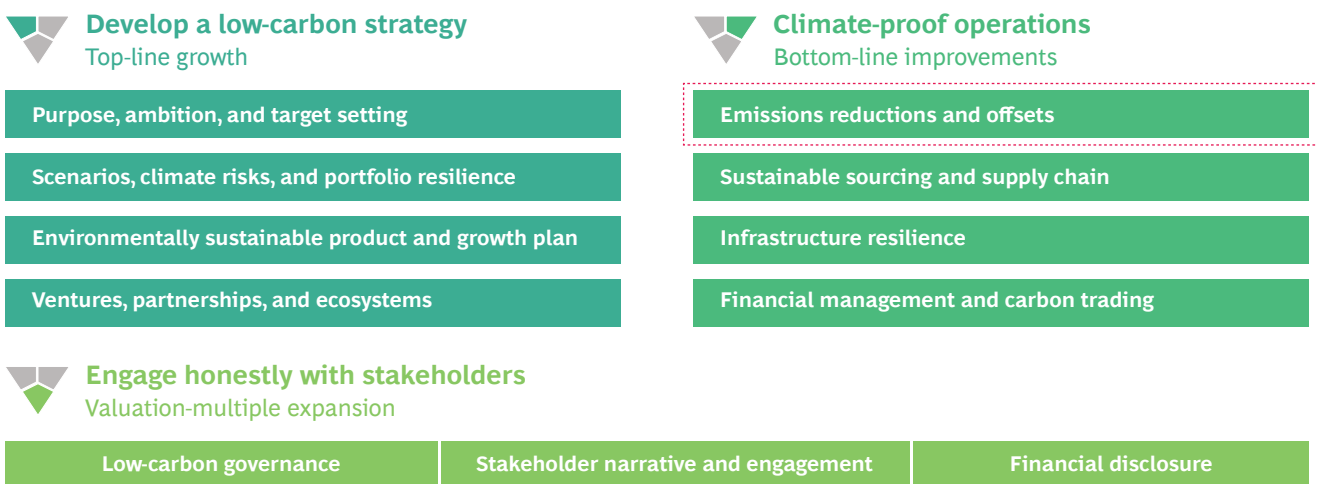 Develop a low-carbon strategy
Top-line growth
Purpose, ambition, and target setting
Scenarios, climate risks, and portfolio resilience
Environmentally sustainable product and growth plan
Ventures, partnerships, and ecosystems
Climate-proof operations
Bottom-line improvements
Emissions reductions and offsets
Sustainable sourcing and supply chain
Infrastructure resilience
Financial management and carbon trading
Engage honestly with stakeholders
Valuation-multiple expansion
Low-carbon governance
Stakeholder narrative and engagement
Financial disclosure